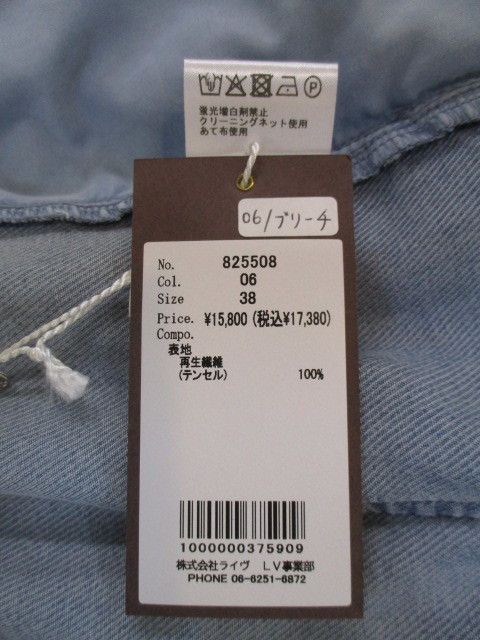 蛍光増白剤禁止
クリーニングネット使用
あて布使用
06/ブリーチ
No. 825508
Col. 06
Size 38
Price. ¥15,800(税込¥17,380)
Compo.
表地
再生繊維
(テンセル) 100%
1000000375909
株式会社ライヴ LV事業部
PHONE 06-6251-6872